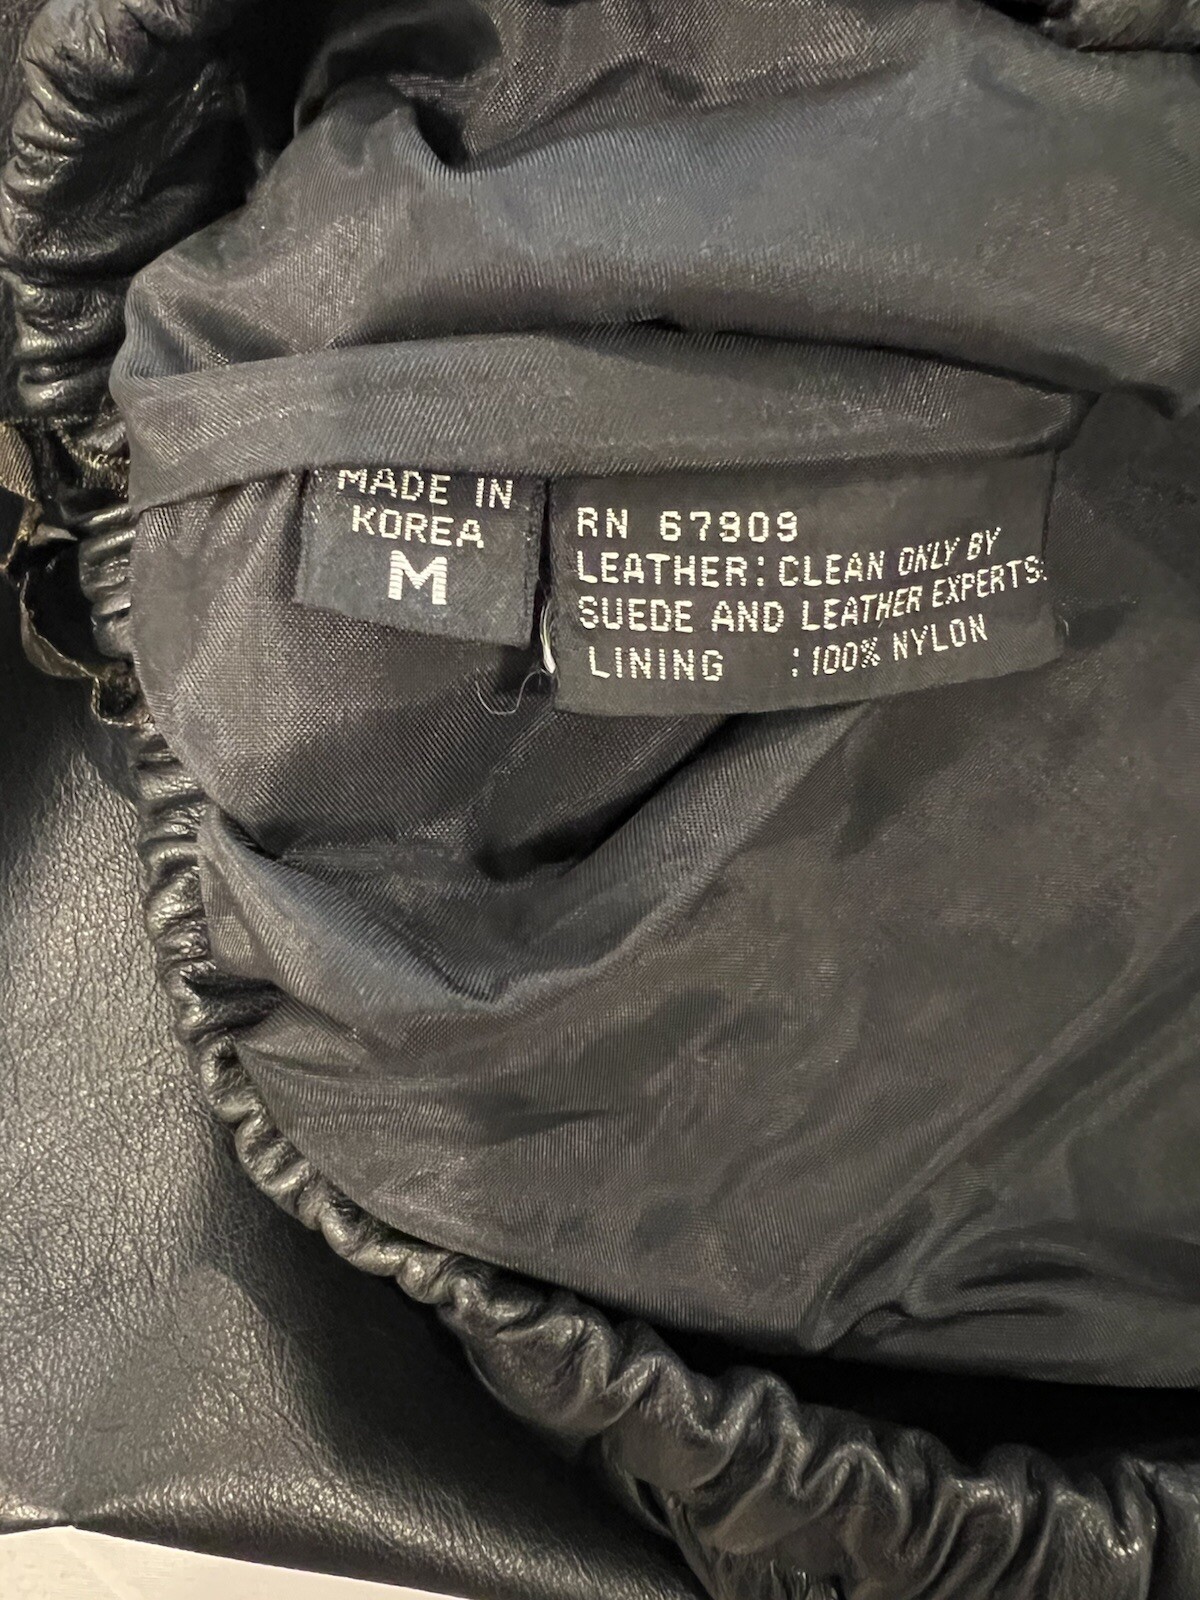 MADE IN
KOREA
M
RN 67909
LEATHER: CLEAN ONLY BY
SUEDE AND LEATHER EXPERTS.
LINING : 100% NYLON